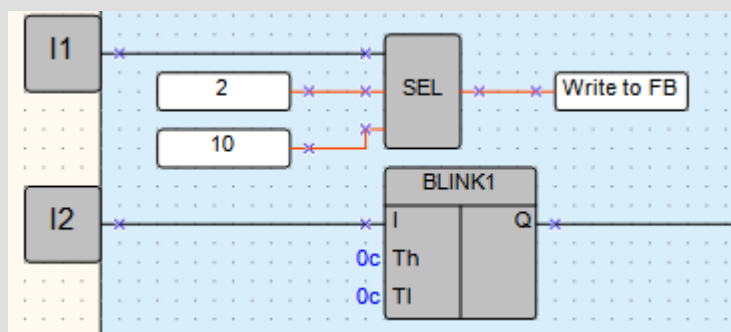 I1
2
SEL
Write to FB
10
BLINK1
I2
I
Q
0c Th
0c Tl